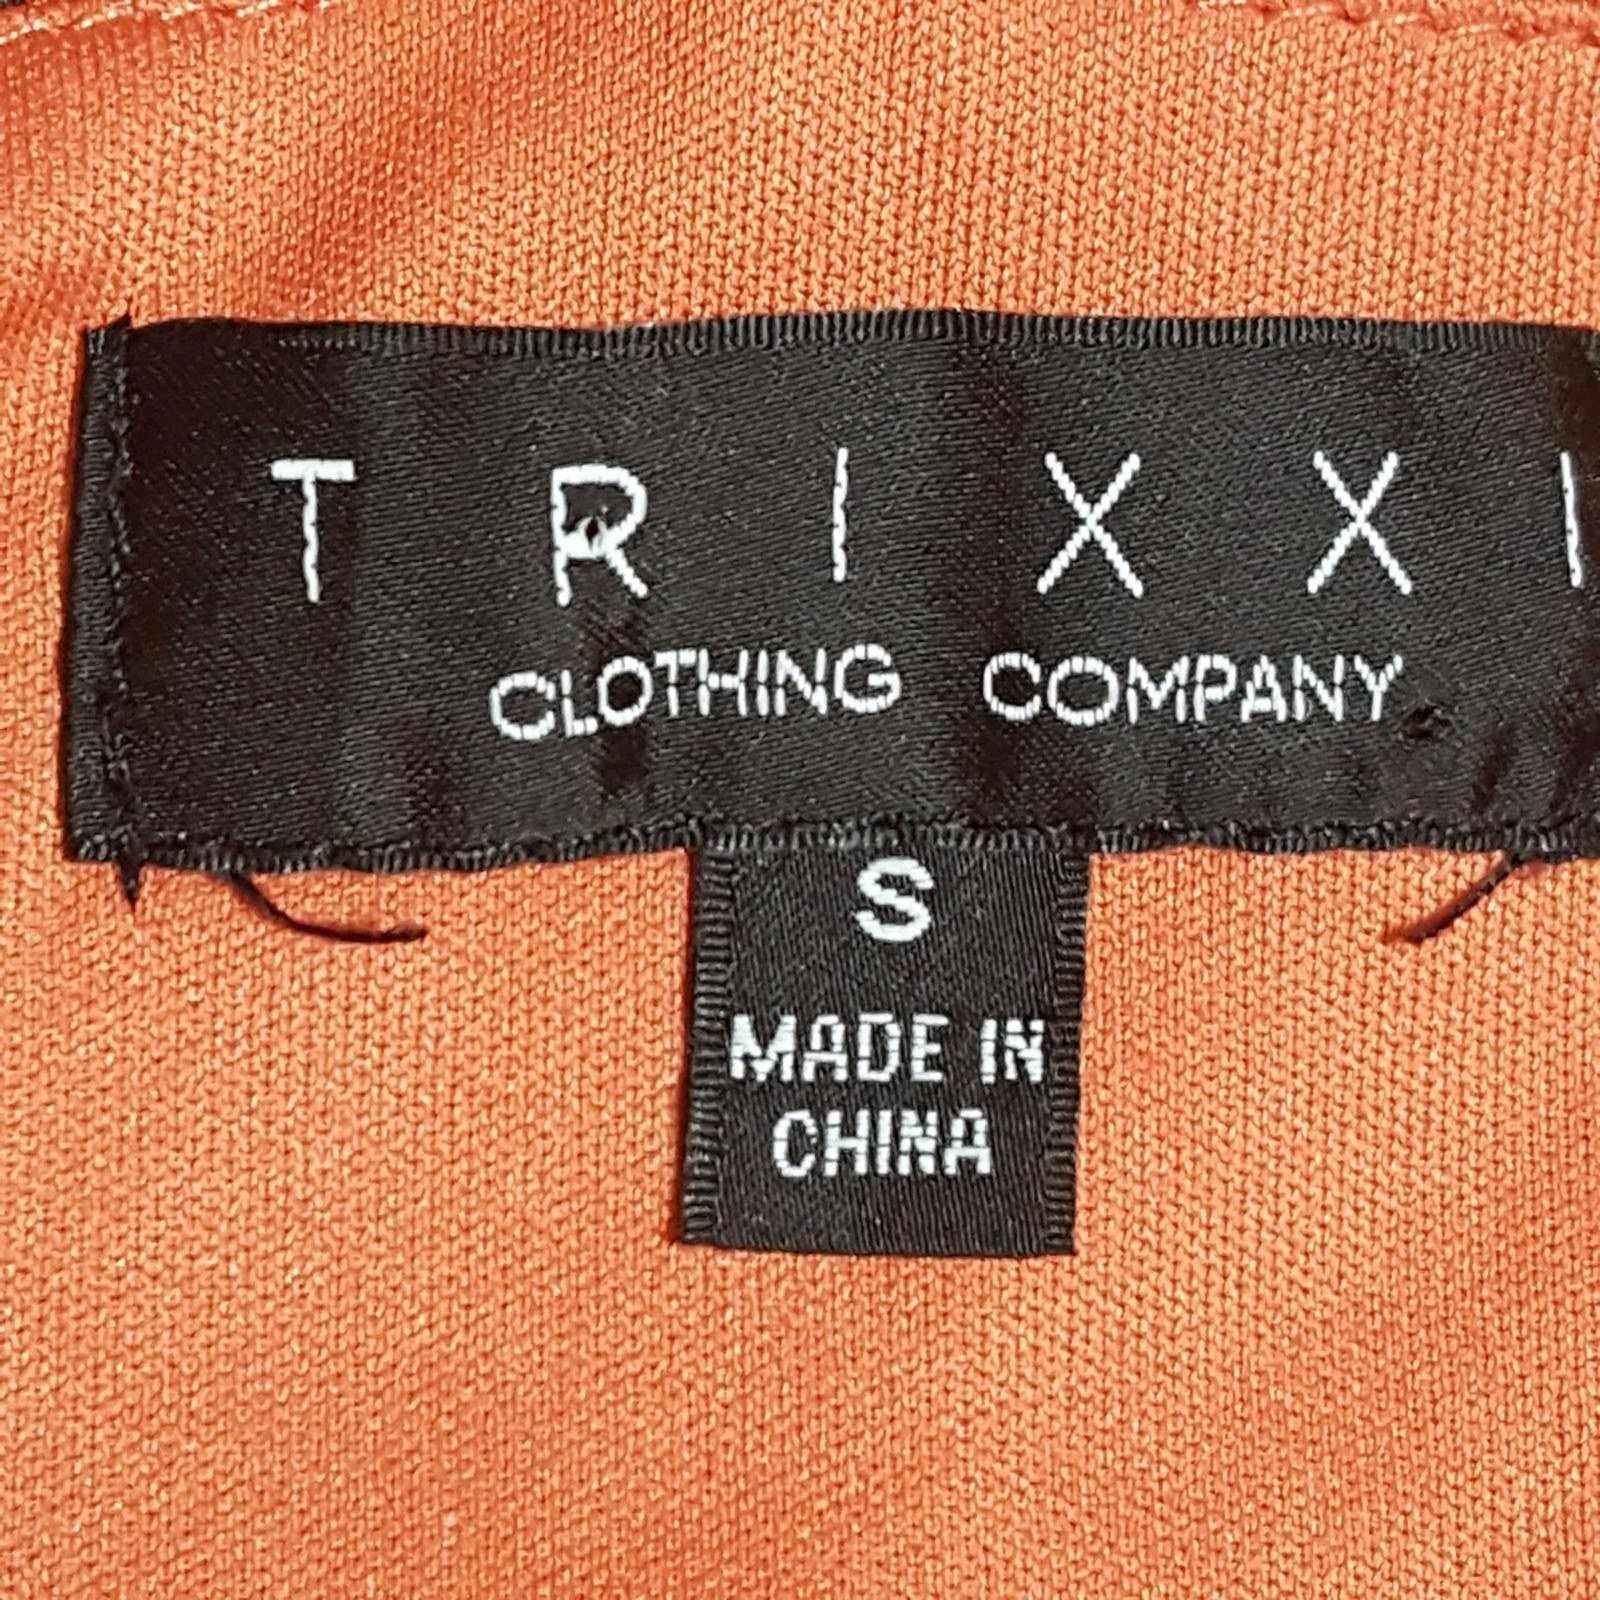 TRIXXI
CLOTHING COMPANY
S
MADE IN
CHINA